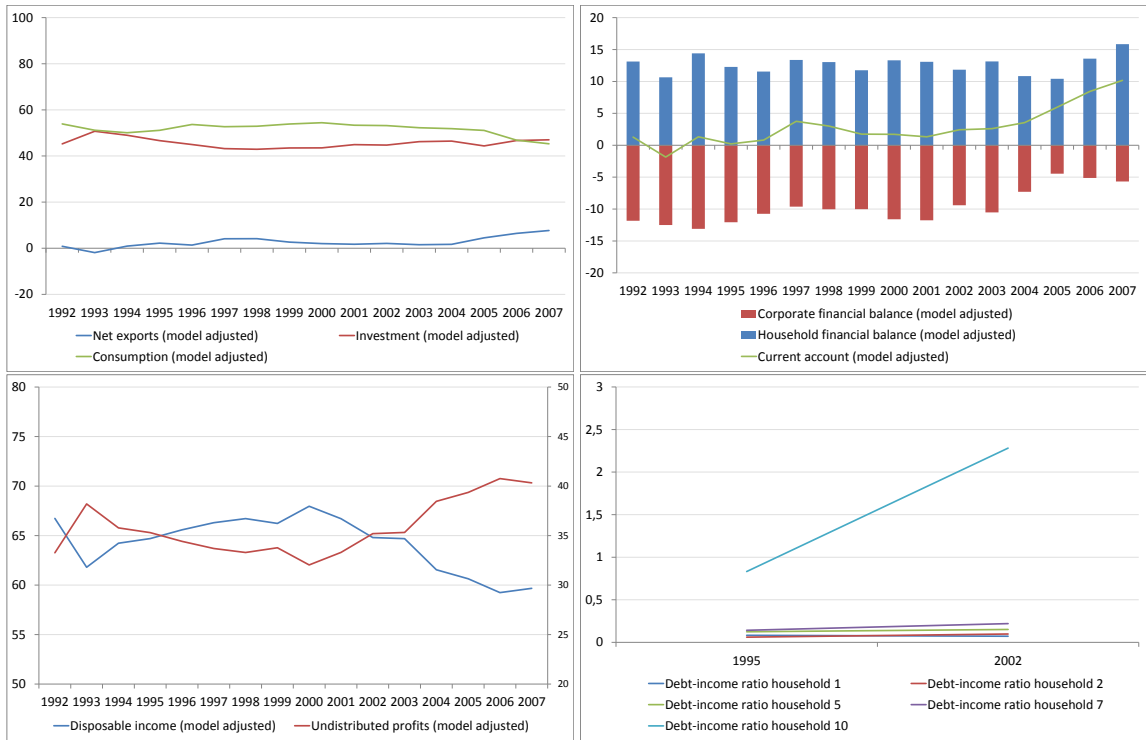 100
80
60
40
20
0
-20
1992 1993 1994 1995 1996 1997 1998 1999 2000 2001 2002 2003 2004 2005 2006 2007
Net exports (model adjusted) Investment (model adjusted)
Consumption (model adjusted)
20
15
10
5
0
-5
-10
-15
-20
1992 1993 1994 1995 1996 1997 1998 1999 2000 2001 2002 2003 2004 2005 2006 2007
Corporate financial balance (model adjusted)
Household financial balance (model adjusted)
Current account (model adjusted)
80 50
75 45
70 40
65 35
60 30
55 25
50 20
1992 1993 1994 1995 1996 1997 1998 1999 2000 2001 2002 2003 2004 2005 2006 2007
Disposable income (model adjusted) Undistributed profits (model adjusted)
3
2,5
2
1,5
1
0,5
0
1995 2002
Debt-income ratio household 1 Debt-income ratio household 2
Debt-income ratio household 5 Debt-income ratio household 7
Debt-income ratio household 10